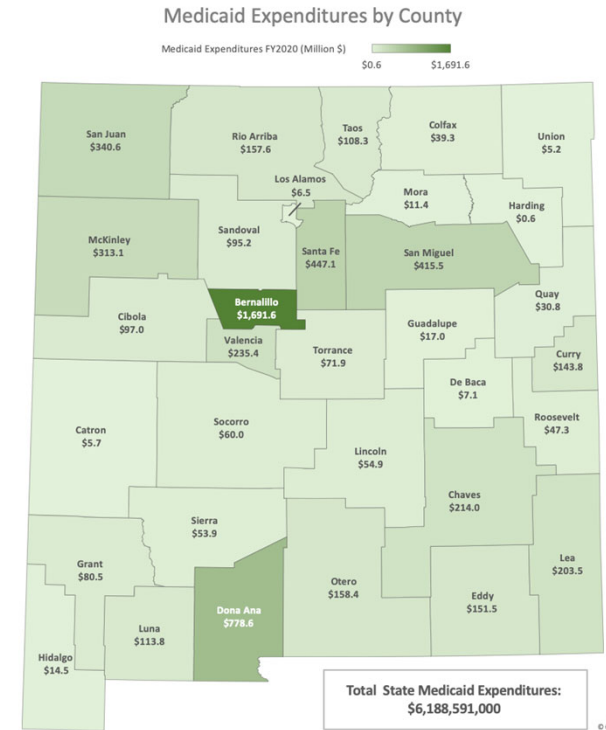 Medicaid Expenditures by County
Medicaid Expenditures FY2020 (Million $)
$0.6 $1,691.6
San Juan
$340.6
Rio Arriba
$157.6
Taos
$108.3
Colfax
$39.3
Union
$5.2
Los Alamos
$6.5
Mora
$11.4
Harding
$0.6
McKinley
$313.1
Sandoval
$95.2
Santa Fe
$447.1
San Miguel
$415.5
Quay
$30.8
Bernalillo
$1,691.6
Cibola
$97.0
Valencia
$235.4
Torrance
$71.9
Guadalupe
$17.0
Curry
$143.8
De Baca
$7.1
Roosevelt
$47.3
Catron
$5.7
Socorro
$60.0
Lincoln
$54.9
Chaves
$214.0
Sierra
$53.9
Lea
$203.5
Grant
$80.5
Otero
$158.4
Eddy
$151.5
Dona Ana
$778.6
Luna
$113.8
Hidalgo
$14.5
Total State Medicaid Expenditures:
$6,188,591,000
©